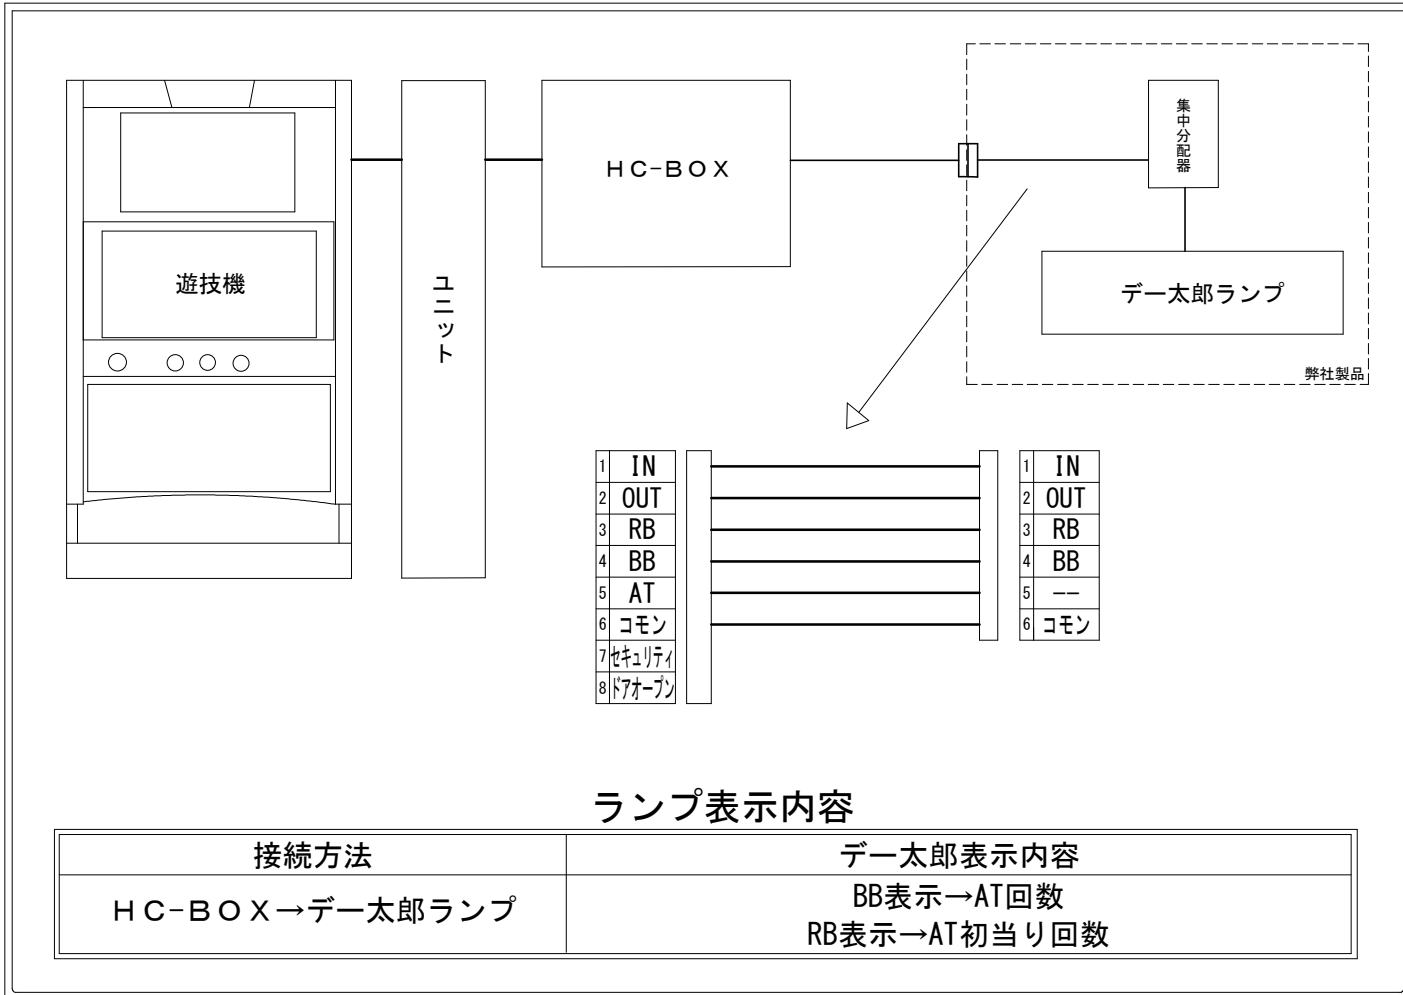 遊技機
ユニット
HC-BOX
集中分配器
デー太郎ランプ
弊社製品
1 IN
2 OUT
3 RB
4 BB
5 AT
6 コモン
7 セキュリティ
8 ドアオープン
1 IN
2 OUT
3 RB
4 BB
5 --
6 コモン
ランプ表示内容
接続方法 デー太郎表示内容
HC-BOX→デー太郎ランプ
BB表示→AT回数
RB表示→AT初当り回数